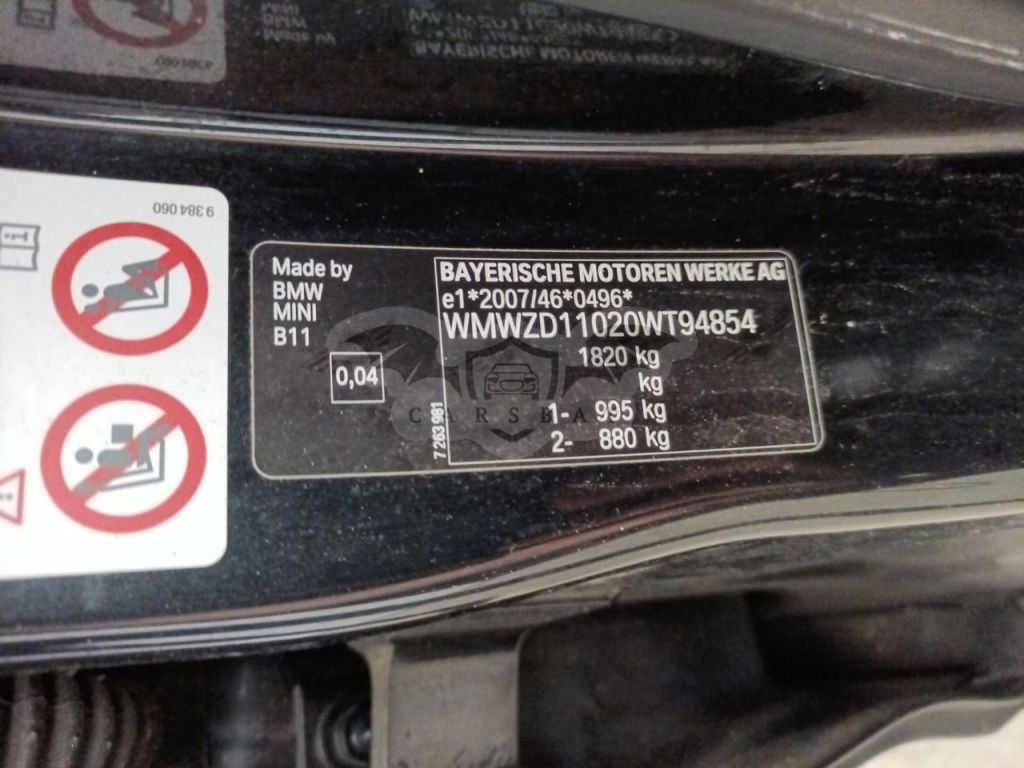 9 384 060
Made by
BMW
MINI
B11
0,04
7 263 981
BAYERISCHE MOTOREN WERKE AG
e1*2007/46*0496*
WMWZD11020WT94854
1820 kg
kg
1- 995 kg
2- 880 kg
CARSBA